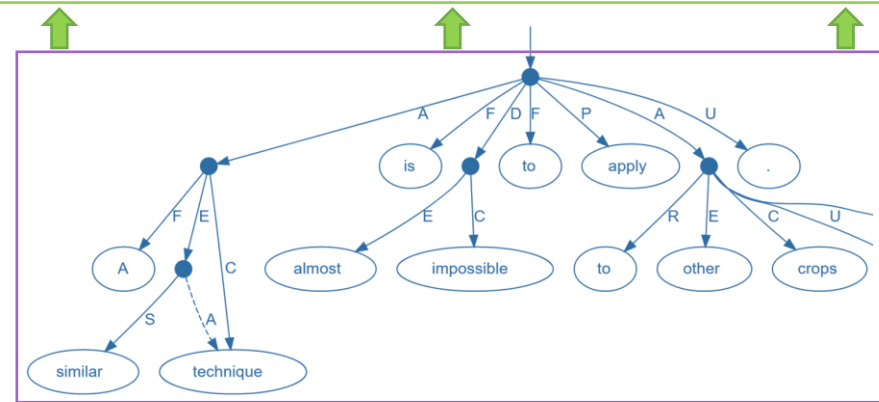 A F D F P A U
is to apply .
F E C E C R E C U
A almost impossible to other crops
S A
similar technique